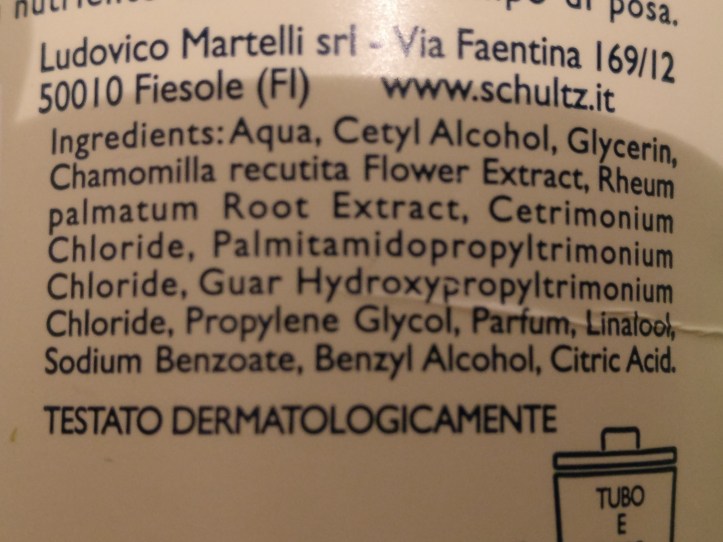 di posa.
Ludovico Martelli srl - Via Faentina 169/12
50010 Fiesole (FI) www.schultz.it
Ingredients: Aqua, Cetyl Alcohol, Glycerin,
Chamomilla recutita Flower Extract, Rheum
palmatum Root Extract, Cetrimonium
Chloride, Palmitamidopropyltrimonium
Chloride, Guar Hydroxypropyltrimonium
Chloride, Propylene Glycol, Parfum, Linalool,
Sodium Benzoate, Benzyl Alcohol, Citric Acid.
TESTATO DERMATOLOGICAMENTE
TUBO
E